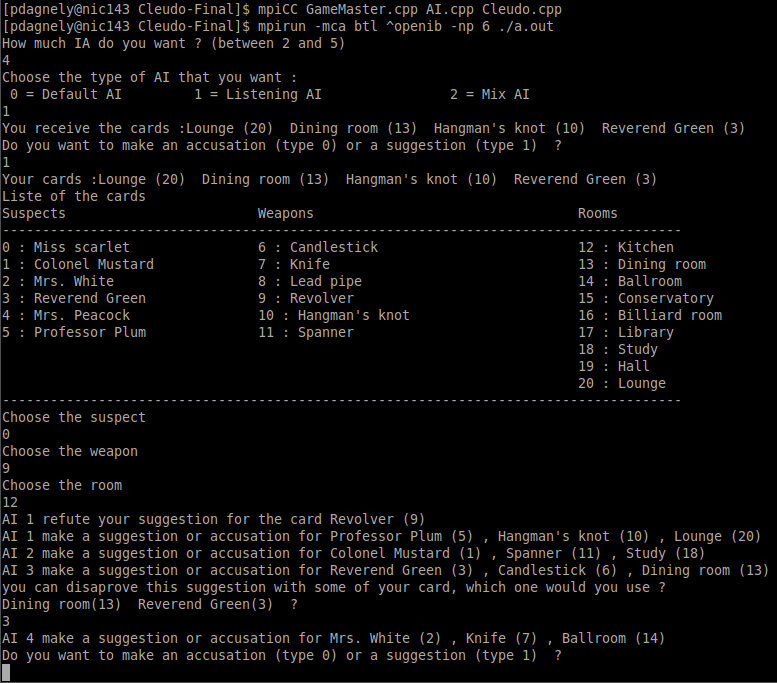 [pdagnely@nic143 Cleudo-Final]$ mpiCC GameMaster.cpp AI.cpp Cleudo.cpp
[pdagnely@nic143 Cleudo-Final]$ mpirun -mca btl ^openib -np 6 ./a.out
How much IA do you want ? (between 2 and 5)
4
Choose the type of AI that you want :
 0 = Default AI         1 = Listening AI                2 = Mix AI
1
You receive the cards :Lounge (20)  Dining room (13)  Hangman's knot (10)  Reverend Green (3)
Do you want to make an accusation (type 0) or a suggestion (type 1)  ?
1
Your cards :Lounge (20)  Dining room (13)  Hangman's knot (10)  Reverend Green (3)
Liste of the cards
Suspects                        Weapons                                 Rooms
-------------------------------------------------------------------------------------
0 : Miss scarlet                6 : Candlestick                         12 : Kitchen
1 : Colonel Mustard             7 : Knife                               13 : Dining room
2 : Mrs. White                  8 : Lead pipe                           14 : Ballroom
3 : Reverend Green              9 : Revolver                            15 : Conservatory
4 : Mrs. Peacock                10 : Hangman's knot                     16 : Billiard room
5 : Professor Plum              11 : Spanner                            17 : Library
                                                                        18 : Study
                                                                        19 : Hall
                                                                        20 : Lounge
-------------------------------------------------------------------------------------
Choose the suspect
0
Choose the weapon
9
Choose the room
12
AI 1 refute your suggestion for the card Revolver (9)
AI 1 make a suggestion or accusation for Professor Plum (5) , Hangman's knot (10) , Lounge (20)
AI 2 make a suggestion or accusation for Colonel Mustard (1) , Spanner (11) , Study (18)
AI 3 make a suggestion or accusation for Reverend Green (3) , Candlestick (6) , Dining room (13)
you can disaprove this suggestion with some of your card, which one would you use ?
Dining room(13)  Reverend Green(3)  ?
3
AI 4 make a suggestion or accusation for Mrs. White (2) , Knife (7) , Ballroom (14)
Do you want to make an accusation (type 0) or a suggestion (type 1)  ?